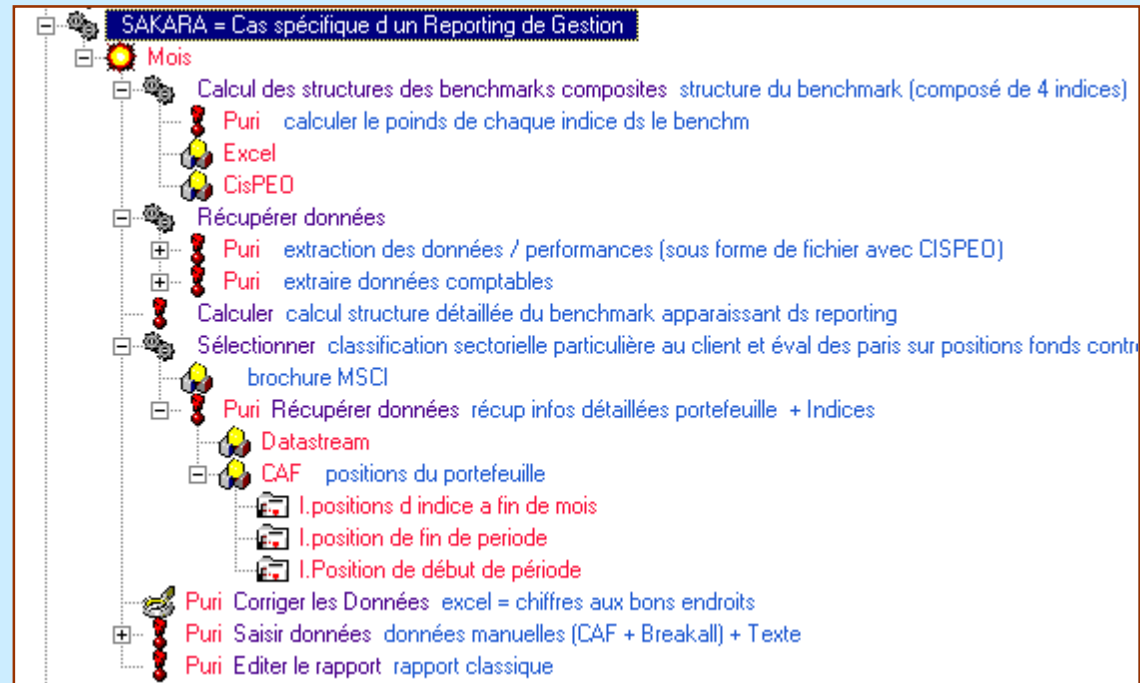 SAKARA = Cas spécifique d un Reporting de Gestion
Mois
Calcul des structures des benchmarks composites structure du benchmark (composé de 4 indices)
Puri calculer le poinds de chaque indice ds le benchm
Excel
CisPEO
Récupérer données
Puri extraction des données / performances (sous forme de fichier avec CISPEO)
Puri extraire données comptables
Calculer calcul structure détaillée du benchmark apparaissant ds reporting
Sélectionner classification sectorielle particulière au client et éval des paris sur positions fonds contr
brochure MSCI
Puri Récupérer données récup infos détaillées portefeuille + Indices
Datastream
CAF positions du portefeuille
I.positions d indice a fin de mois
I.position de fin de periode
I.Position de début de période
Puri Corriger les Données excel = chiffres aux bons endroits
Puri Saisir données données manuelles (CAF + Breakall) + Texte
Puri Editer le rapport rapport classique